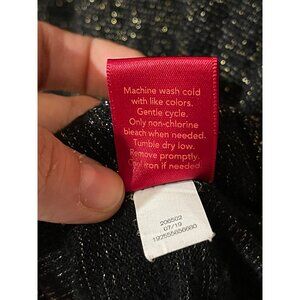 Machine wash cold
with like colors.
Gentle cycle.
Only non-chlorine
bleach when needed.
Tumble dry low.
Remove promptly.
Cool iron if needed.
206502
07/19